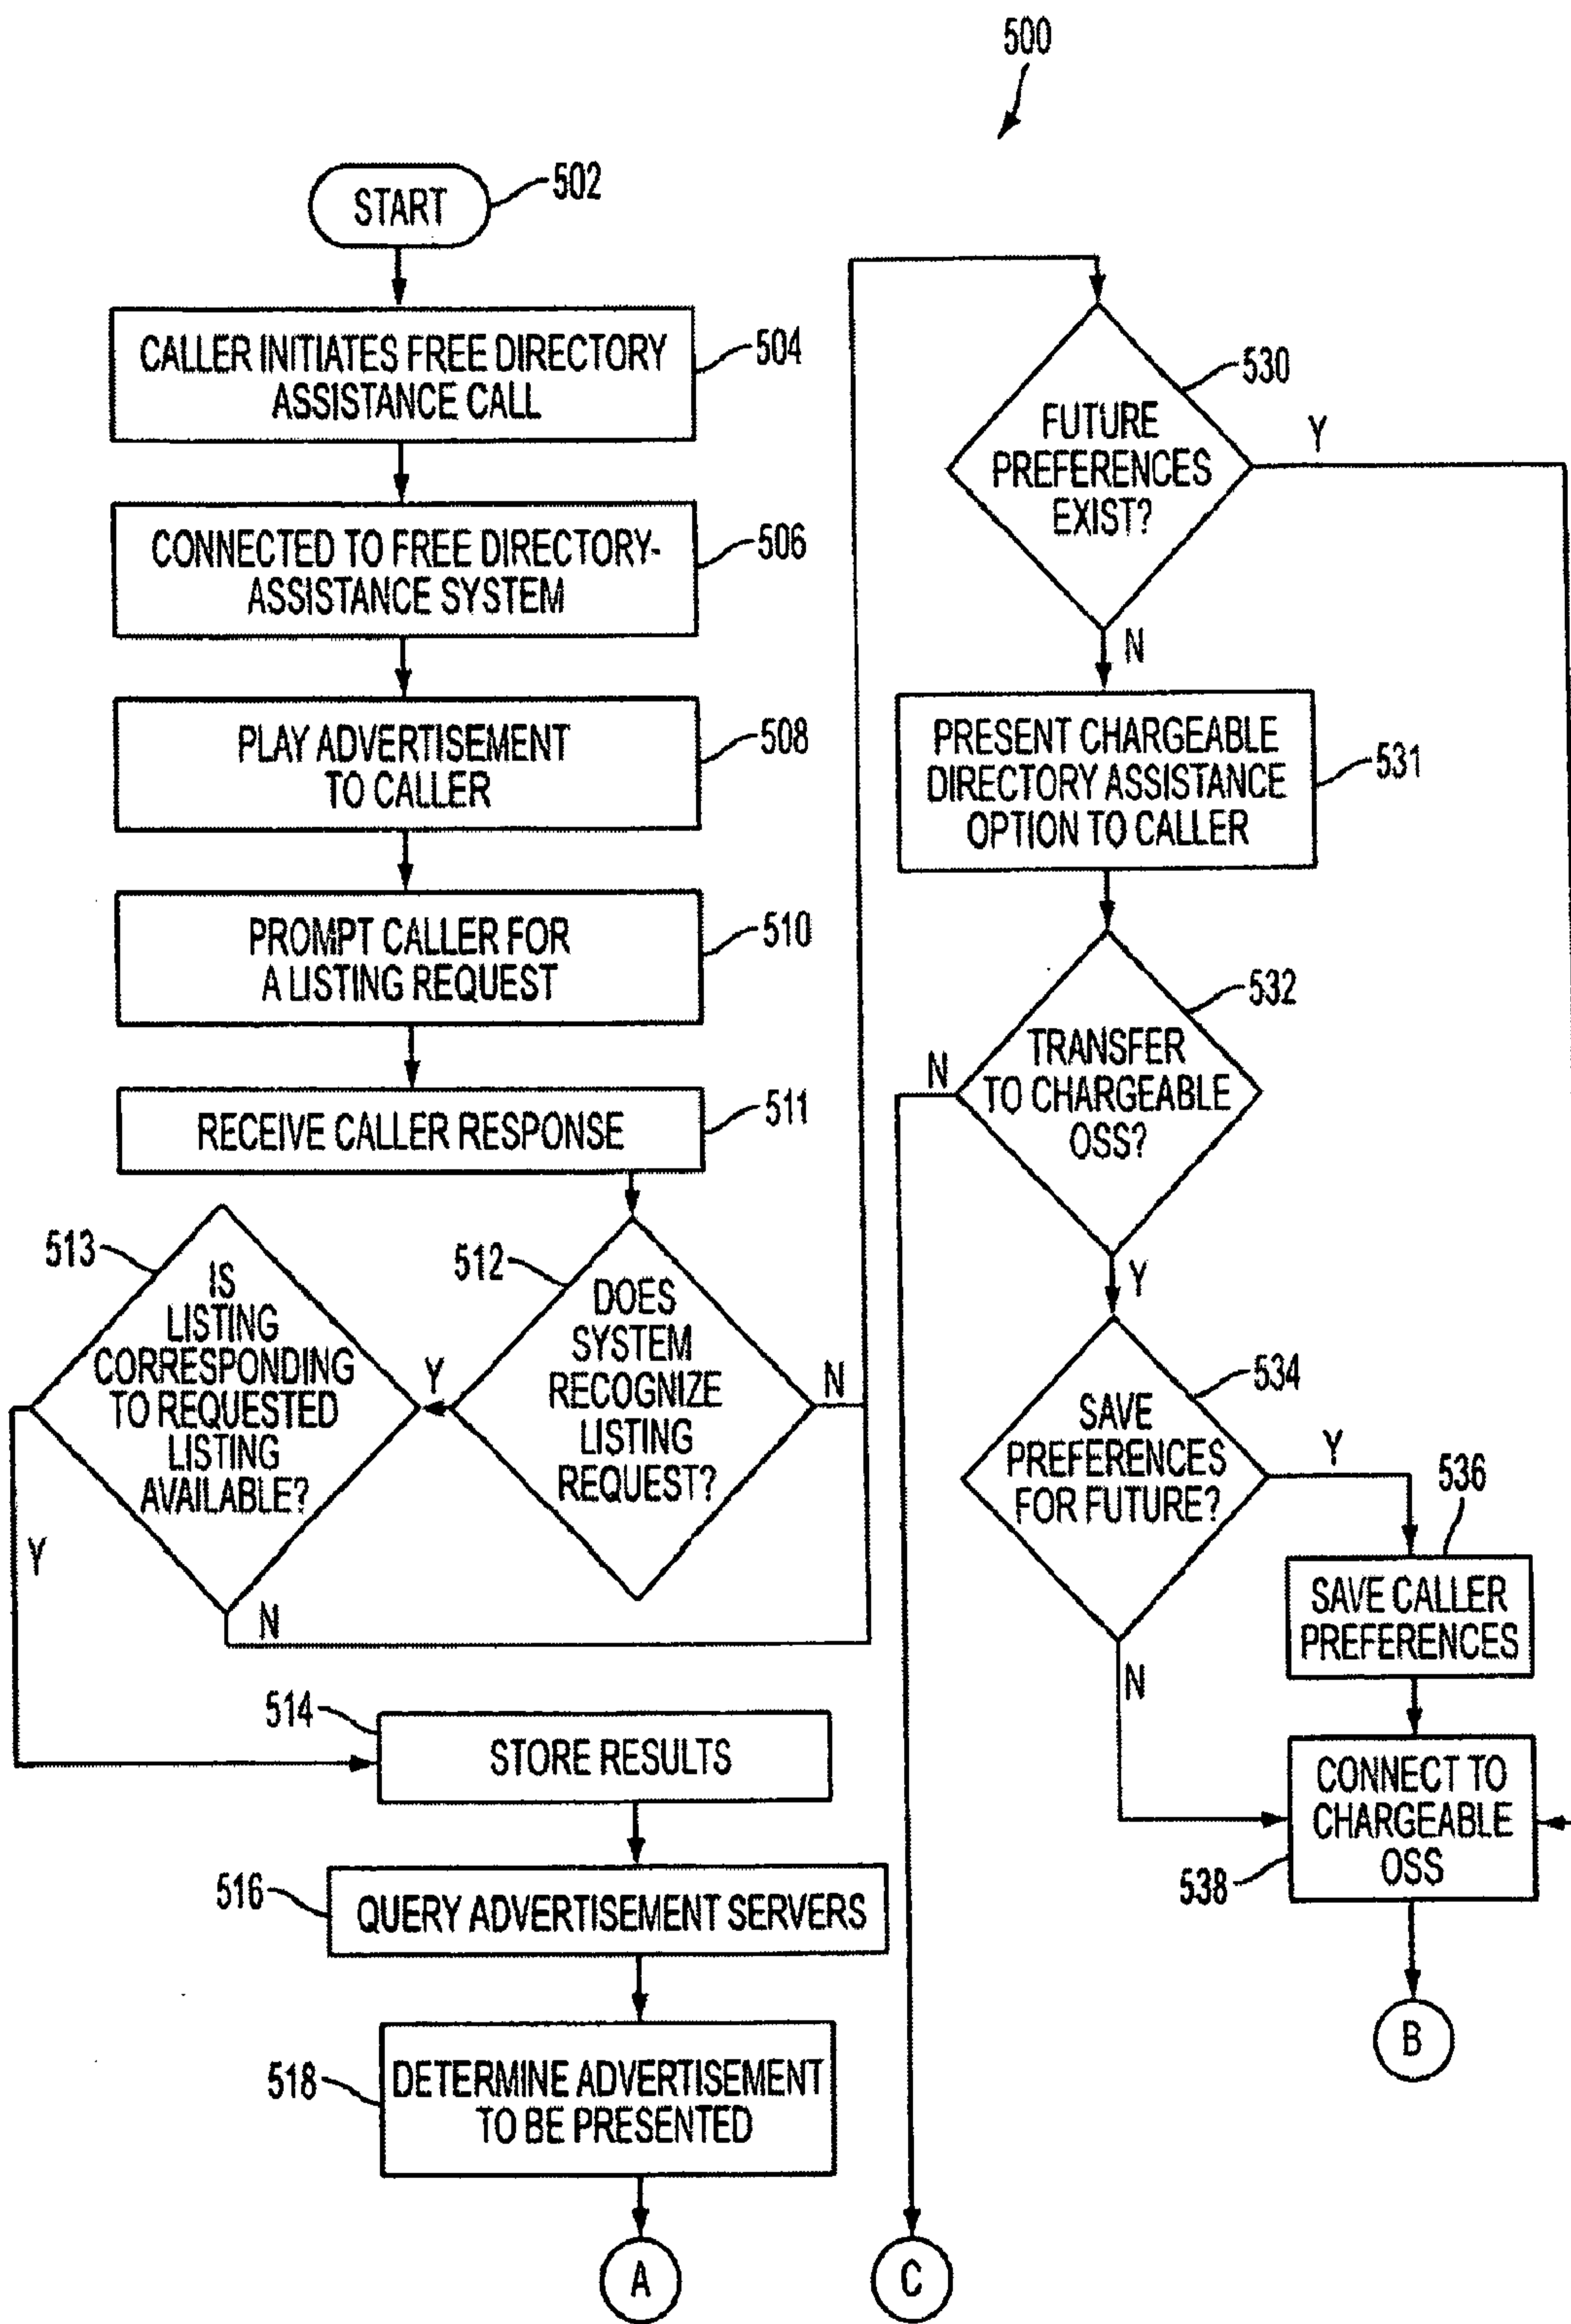 500
START
502
CALLER INITIATES FREE DIRECTORY
ASSISTANCE CALL
504
CONNECTED TO FREE DIRECTORY-
ASSISTANCE SYSTEM
506
PLAY ADVERTISEMENT
TO CALLER
508
PROMPT CALLER FOR
A LISTING REQUEST
510
RECEIVE CALLER RESPONSE
511
513
IS
LISTING
CORRESPONDING
TO REQUESTED
LISTING
AVAILABLE?
Y
N
512
DOES
SYSTEM
RECOGNIZE
LISTING
REQUEST?
Y
N
514
STORE RESULTS
516
QUERY ADVERTISEMENT SERVERS
518
DETERMINE ADVERTISEMENT
TO BE PRESENTED
A
530
FUTURE
PREFERENCES
EXIST?
Y
N
PRESENT CHARGEABLE
DIRECTORY ASSISTANCE
OPTION TO CALLER
531
532
TRANSFER
TO CHARGEABLE
OSS?
N
Y
534
SAVE
PREFERENCES
FOR FUTURE?
Y
N
536
SAVE CALLER
PREFERENCES
CONNECT TO
CHARGEABLE
OSS
538
B
C